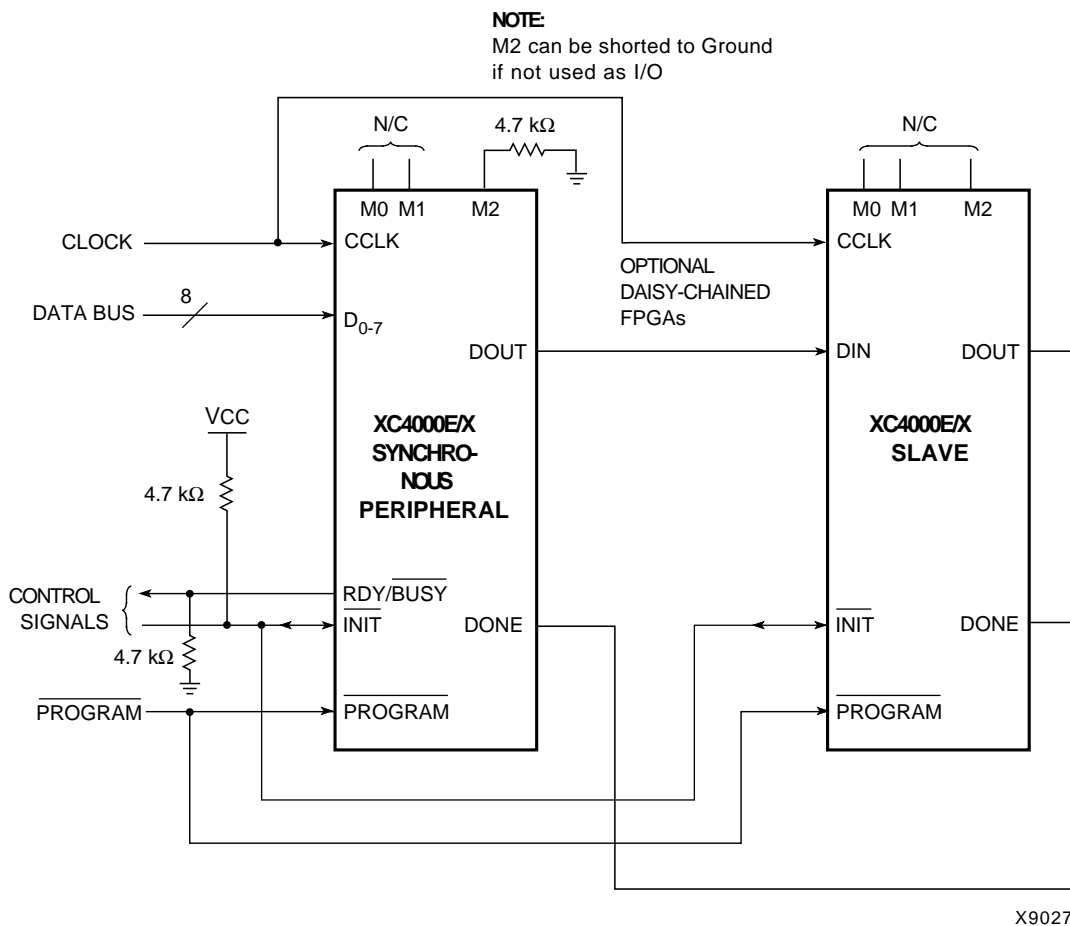 NOTE:
M2 can be shorted to Ground
if not used as I/O
N/C
4.7 kΩ
N/C
M0 M1 M2
M0 M1 M2
CLOCK
CCLK
CCLK
OPTIONAL
DAISY-CHAINED
FPGAs
DATA BUS
8
D0-7
DOUT
DIN
DOUT
VCC
XC4000E/X
SYNCHRO-
NOUS
PERIPHERAL
XC4000E/X
SLAVE
4.7 kΩ
CONTROL
SIGNALS
RDY/BUSY
INIT
DONE
INIT
DONE
4.7 kΩ
PROGRAM
PROGRAM
PROGRAM
X9027